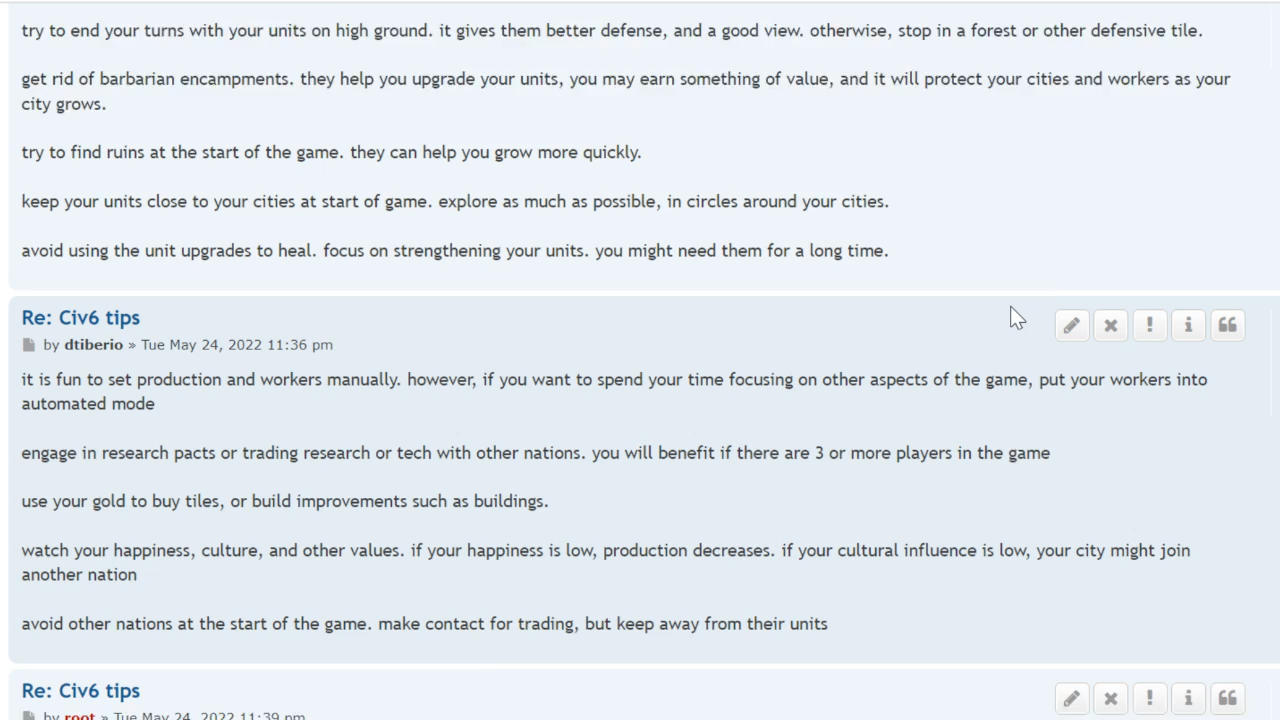 try to end your turns with your units on high ground. it gives them better defense, and a good view. otherwise, stop in a forest or other defensive tile.
get rid of barbarian encampments. they help you upgrade your units, you may earn something of value, and it will protect your cities and workers as your
city grows.
try to find ruins at the start of the game. they can help you grow more quickly.
keep your units close to your cities at start of game. explore as much as possible, in circles around your cities.
avoid using the unit upgrades to heal. focus on strengthening your units. you might need them for a long time.
Re: Civ6 tips
by dtiberio » Tue May 24, 2022 11:36 pm
it is fun to set production and workers manually. however, if you want to spend your time focusing on other aspects of the game, put your workers into
automated mode
engage in research pacts or trading research or tech with other nations. you will benefit if there are 3 or more players in the game
use your gold to buy tiles, or build improvements such as buildings.
watch your happiness, culture, and other values. if your happiness is low, production decreases. if your cultural influence is low, your city might join
another nation
avoid other nations at the start of the game. make contact for trading, but keep away from their units
Re: Civ6 tips
by root » Tue May 24, 2022 11:39 pm